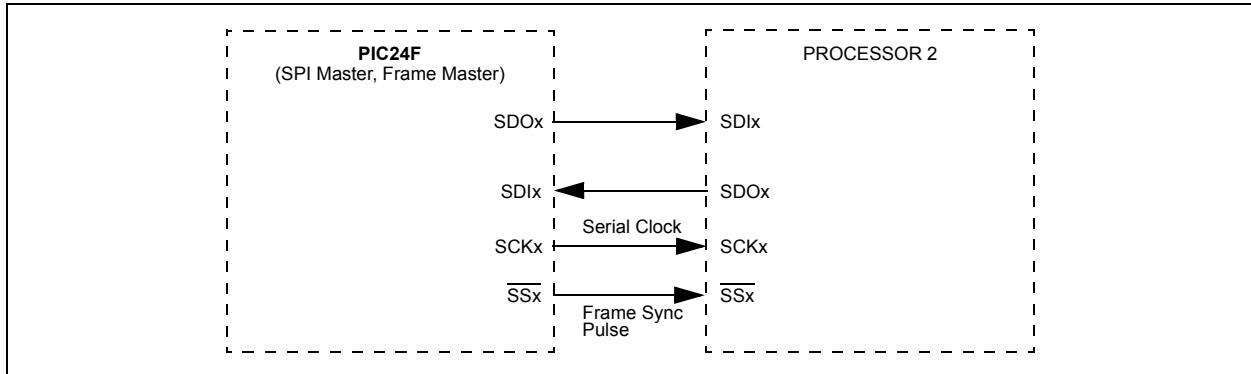 PIC24F
(SPI Master, Frame Master)
PROCESSOR 2
SDOx
SDIx
SDIx
SDOx
Serial Clock
SCKx
SCKx
SSx
SSx
Frame Sync
Pulse